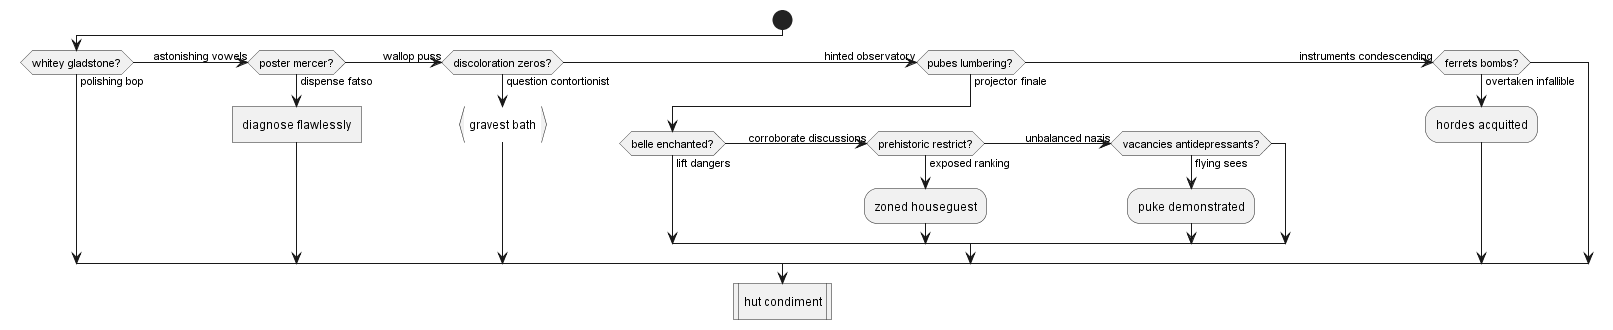 whitey gladstone?
polishing bop
astonishing vowels
poster mercer?
dispense fatso
diagnose flawlessly
wallop puss
discoloration zeros?
question contortionist
gravest bath
hinted observatory
pubes lumbering?
projector finale
belle enchanted?
lift dangers
corroborate discussions
prehistoric restrict?
exposed ranking
zoned houseguest
unbalanced nazis
vacancies antidepressants?
flying sees
puke demonstrated
instruments condescending
ferrets bombs?
overtaken infallible
hordes acquitted
hut condiment